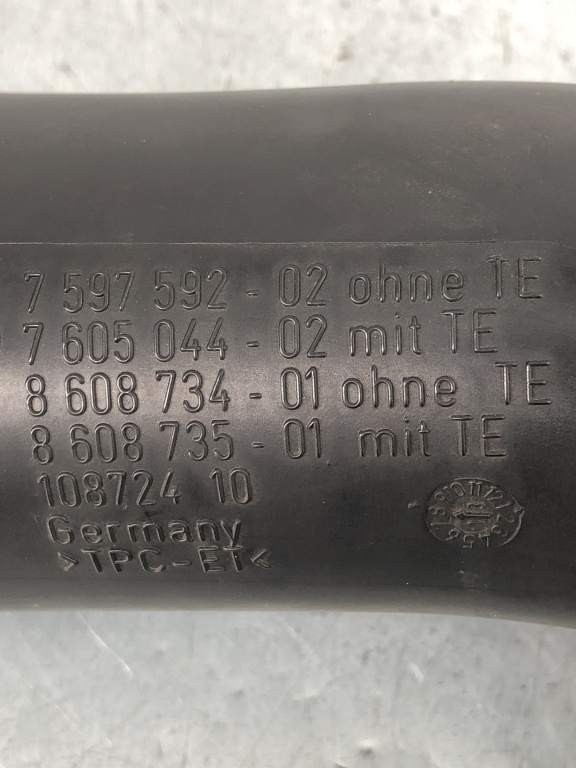 7 597 592 - 02 ohne TE
7 605 044 - 02 mit TE
8 608 734 - 01 ohne TE
8 608 735 - 01 mit TE
108724 10
Germany
>TPC-ET<